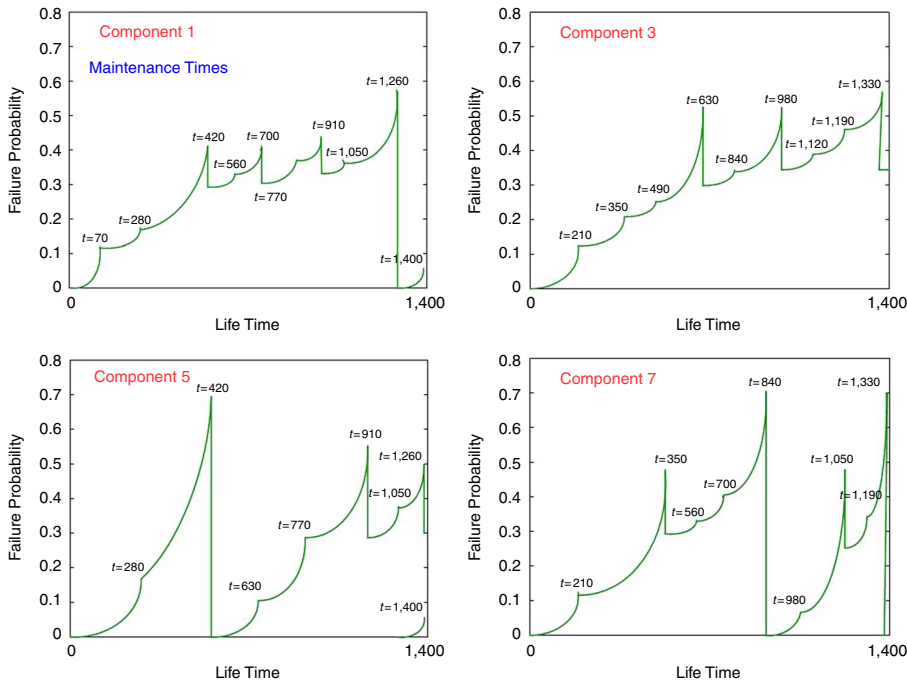 0.8
0.7
0.6
0.5
0.4
0.3
0.2
0.1
0
Failure Probability
Component 1
Maintenance Times
t=70
t=280
t=420
t=560
t=700
t=770
t=910
t=1,050
t=1,260
t=1,400
0
1,400
Life Time
0.8
0.7
0.6
0.5
0.4
0.3
0.2
0.1
0
Failure Probability
Component 3
t=210
t=350
t=490
t=630
t=840
t=980
t=1,120
t=1,190
t=1,330
0
1,400
Life Time
0.8
0.7
0.6
0.5
0.4
0.3
0.2
0.1
0
Failure Probability
Component 5
t=280
t=420
t=630
t=770
t=910
t=1,050
t=1,260
t=1,400
0
1,400
Life Time
0.8
0.7
0.6
0.5
0.4
0.3
0.2
0.1
0
Failure Probability
Component 7
t=210
t=350
t=560
t=700
t=840
t=980
t=1,050
t=1,190
t=1,330
0
1,400
Life Time